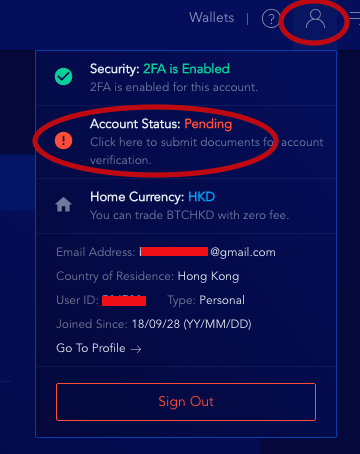 Wallets | ?
Security: 2FA is Enabled
2FA is enabled for this account.
Account Status: Pending
Click here to submit documents for account
verification.
Home Currency: HKD
You can trade BTCHKD with zero fee.
Email Address: @gmail.com
Country of Residence: Hong Kong
User ID: Type: Personal
Joined Since: 18/09/28 (YY/MM/DD)
Go To Profile →
Sign Out